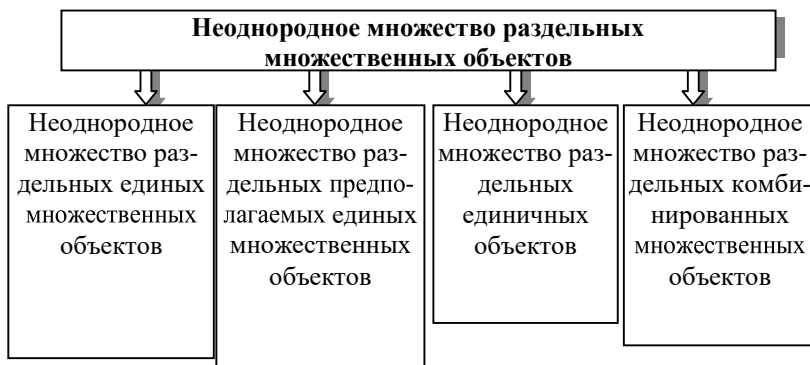 Неоднородное множество раздельных
множественных объектов
Неоднородное
множество раз-
дельных единых
множественных
объектов
Неоднородное
множество раз-
дельных предпо-
лагаемых единых
множественных
объектов
Неоднородное
множество раз-
дельных
единичных
объектов
Неоднородное
множество раз-
дельных комби-
нированных
множественных
объектов